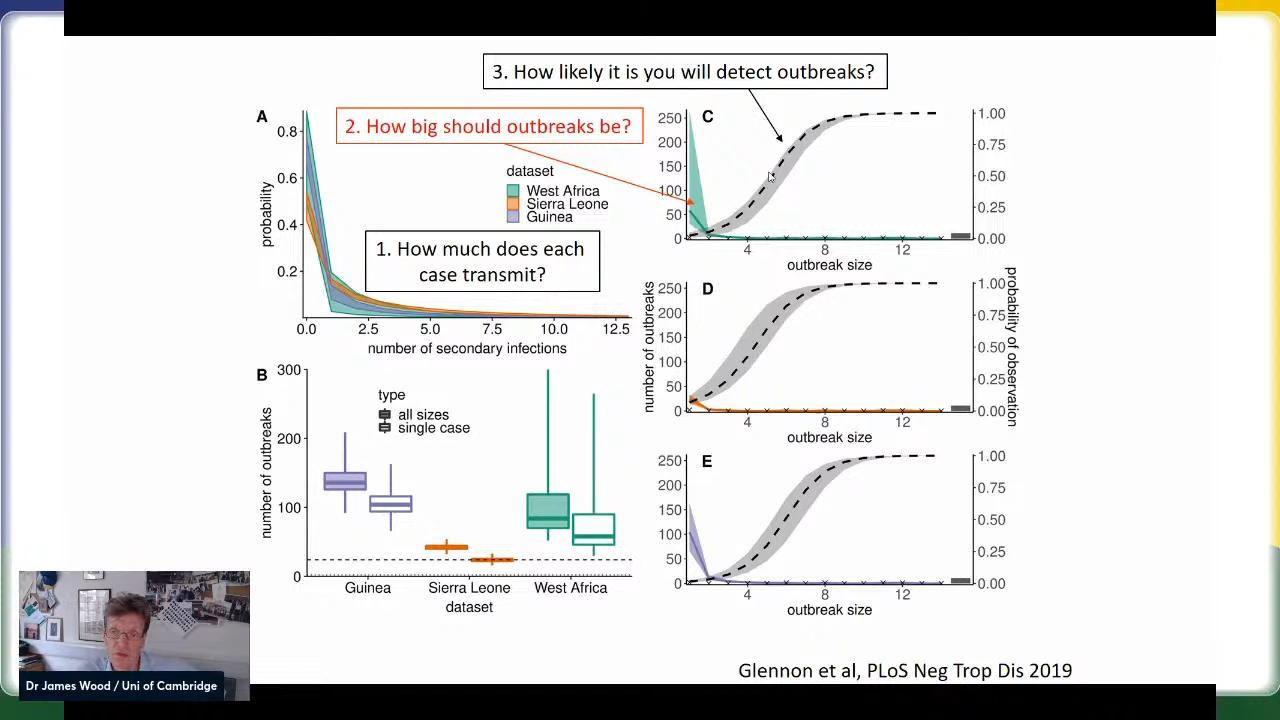 3. How likely it is you will detect outbreaks?
2. How big should outbreaks be?
A
0.8
0.6
0.4
0.2
probability
dataset
West Africa
Sierra Leone
Guinea
1. How much does each
case transmit?
0.0 2.5 5.0 7.5 10.0 12.5
number of secondary infections
B
300
200
100
0
number of outbreaks
type
all sizes
single case
Guinea Sierra Leone West Africa
dataset
C
250
200
150
100
50
0
1.00
0.75
0.50
0.25
0.00
4 8 12
outbreak size
number of outbreaks
probability of observation
D
250
200
150
100
50
0
1.00
0.75
0.50
0.25
0.00
4 8 12
outbreak size
E
250
200
150
100
50
0
1.00
0.75
0.50
0.25
0.00
4 8 12
outbreak size
Glennon et al, PLoS Neg Trop Dis 2019
Dr James Wood / Uni of Cambridge